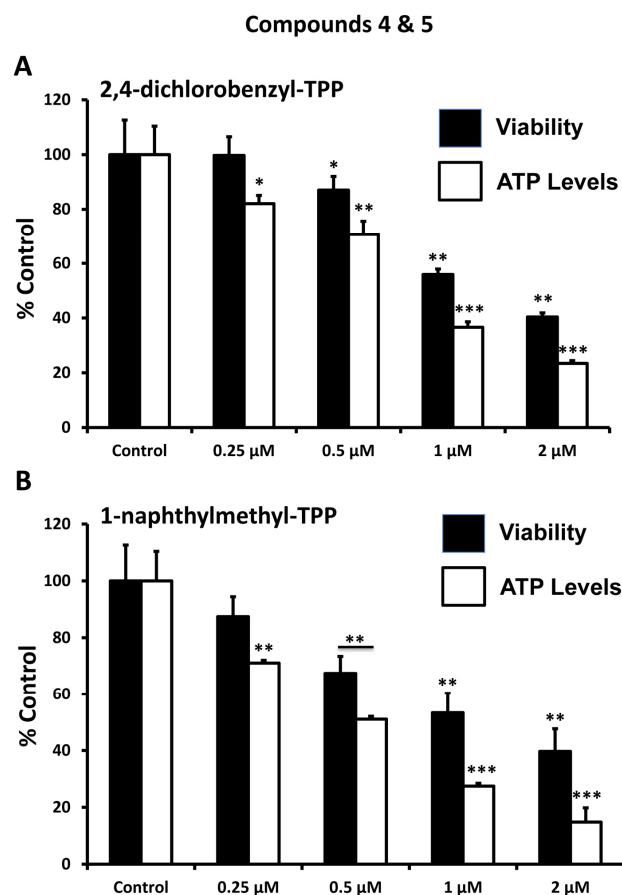 Compounds 4 & 5
A
2,4-dichlorobenzyl-TPP
Viability
ATP Levels
% Control
120
100
80
60
40
20
0
*
*
**
**
***
**
***
Control 0.25 µM 0.5 µM 1 µM 2 µM
B
1-naphthylmethyl-TPP
Viability
ATP Levels
% Control
120
100
80
60
40
20
0
**
**
**
***
**
***
Control 0.25 µM 0.5 µM 1 µM 2 µM